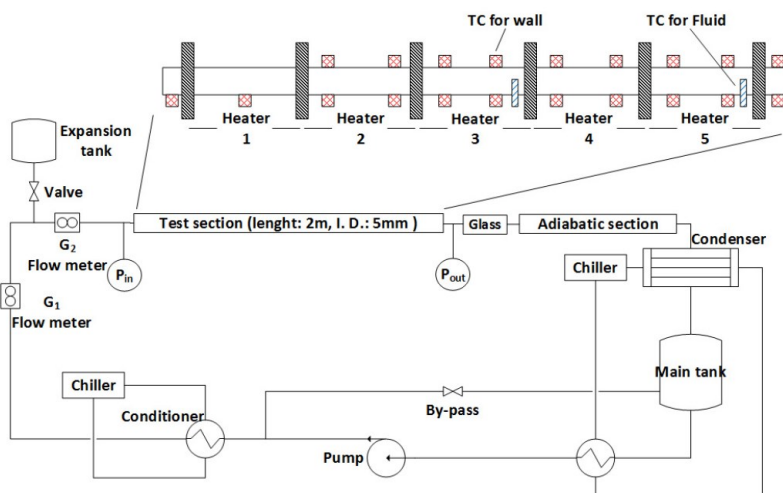 TC for wall
TC for Fluid
Heater
1
Heater
2
Heater
3
Heater
4
Heater
5
Expansion
tank
Valve
G2
Flow meter
Pin
Test section (lenght: 2m, I. D.: 5mm )
Pout
Glass
Adiabatic section
Condenser
Chiller
G1
Flow meter
Main tank
Chiller
Conditioner
By-pass
Pump